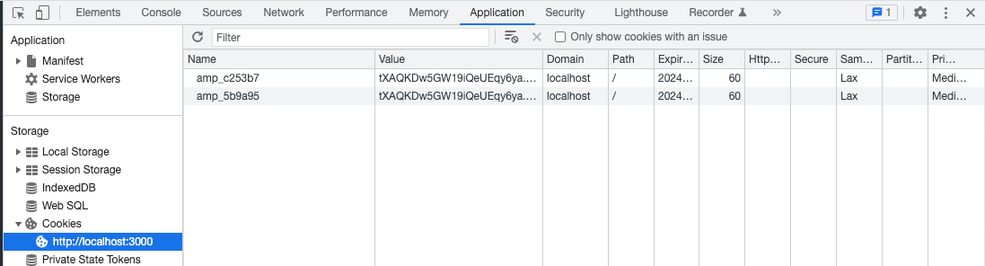 Elements Console Sources Network Performance Memory Application Security Lighthouse Recorder » 1
Application
Manifest
Service Workers
Storage
Storage
Local Storage
Session Storage
IndexedDB
Web SQL
Cookies
http://localhost:3000
Private State Tokens
Filter Only show cookies with an issue
Name Value Domain Path Expir... Size Http... Secure Sam... Partit... Pri...
amp_c253b7 tXAQKDw5GW19iQeUEqy6ya.... localhost / 2024... 60 Lax Medi...
amp_5b9a95 tXAQKDw5GW19iQeUEqy6ya.... localhost / 2024... 60 Lax Medi...